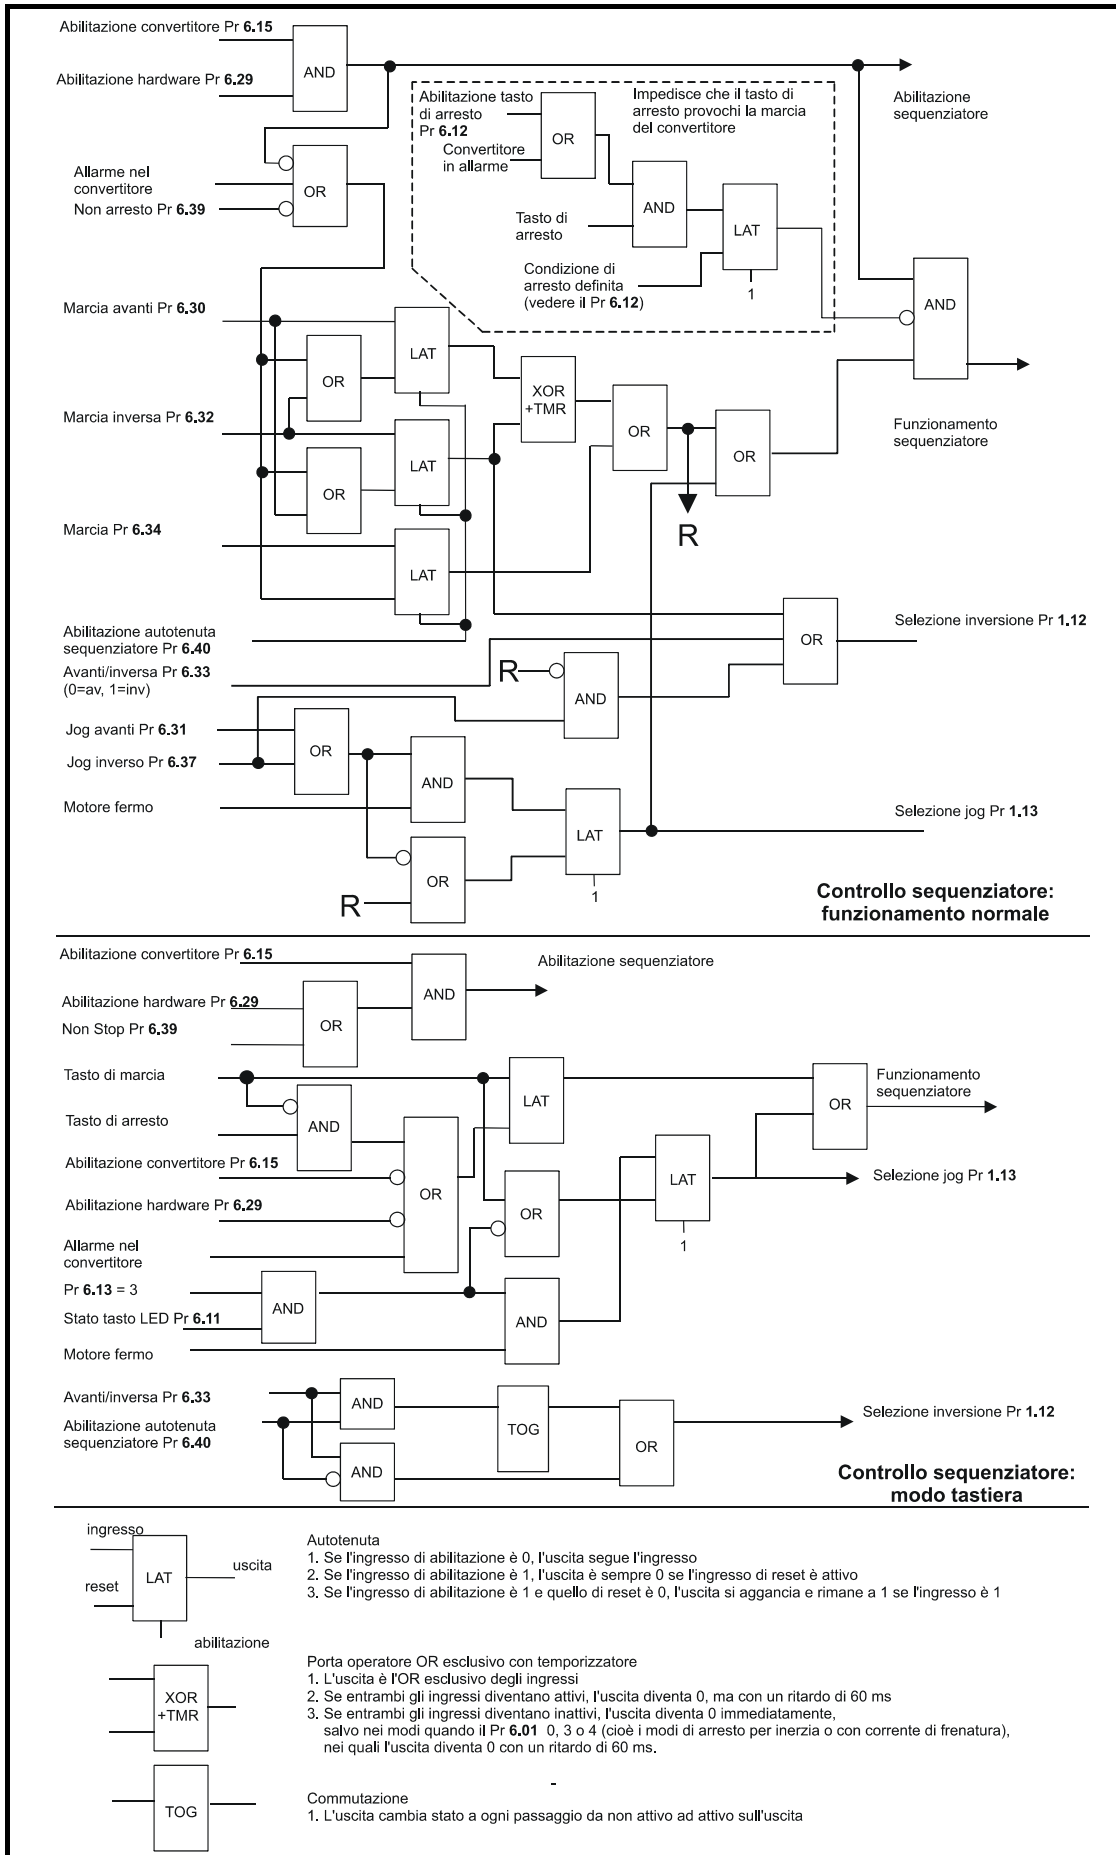 Abilitazione convertitore Pr 6.15
AND
Abilitazione hardware Pr 6.29
Abilitazione
sequenziatore
Abilitazione tasto
di arresto
Pr 6.12
Impedisce che il tasto di
arresto provochi la marcia
del convertitore
OR
Convertitore
in allarme
Allarme nel
convertitore
OR
Non arresto Pr 6.39
AND
Tasto di
arresto
LAT
Condizione di
arresto definita
(vedere il Pr 6.12)
1
AND
Marcia avanti Pr 6.30
LAT
OR
XOR
+TMR
Marcia inversa Pr 6.32
OR
OR
Funzionamento
sequenziatore
LAT
OR
R
Marcia Pr 6.34
LAT
Abilitazione autotenuta
sequenziatore Pr 6.40
OR
Selezione inversione Pr 1.12
Avanti/inversa Pr 6.33
(0=av, 1=inv)
R
AND
Jog avanti Pr 6.31
OR
Jog inverso Pr 6.37
AND
Motore fermo
LAT
Selezione jog Pr 1.13
OR
R
1
Controllo sequenziatore:
funzionamento normale
Abilitazione convertitore Pr 6.15
Abilitazione sequenziatore
AND
Abilitazione hardware Pr 6.29
OR
Non Stop Pr 6.39
Tasto di marcia
Funzionamento
sequenziatore
LAT
OR
Tasto di arresto
AND
Abilitazione convertitore Pr 6.15
LAT
Selezione jog Pr 1.13
OR
Abilitazione hardware Pr 6.29
OR
1
Allarme nel
convertitore
Pr 6.13 = 3
AND
Stato tasto LED Pr 6.11
AND
Motore fermo
Avanti/inversa Pr 6.33
AND
Selezione inversione Pr 1.12
Abilitazione autotenuta
sequenziatore Pr 6.40
TOG
OR
AND
Controllo sequenziatore:
modo tastiera
ingresso
LAT
uscita
reset
abilitazione
Autotenuta
1. Se l'ingresso di abilitazione è 0, l'uscita segue l'ingresso
2. Se l'ingresso di abilitazione è 1, l'uscita è sempre 0 se l'ingresso di reset è attivo
3. Se l'ingresso di abilitazione è 1 e quello di reset è 0, l'uscita si aggancia e rimane a 1 se l'ingresso è 1
XOR
+TMR
Porta operatore OR esclusivo con temporizzatore
1. L'uscita è l'OR esclusivo degli ingressi
2. Se entrambi gli ingressi diventano attivi, l'uscita diventa 0, ma con un ritardo di 60 ms
3. Se entrambi gli ingressi diventano inattivi, l'uscita diventa 0 immediatamente,
salvo nei modi quando il Pr 6.01 0, 3 o 4 (cioè i modi di arresto per inerzia o con corrente di frenatura),
nei quali l'uscita diventa 0 con un ritardo di 60 ms.
-
TOG
Commutazione
1. L'uscita cambia stato a ogni passaggio da non attivo ad attivo sull'uscita